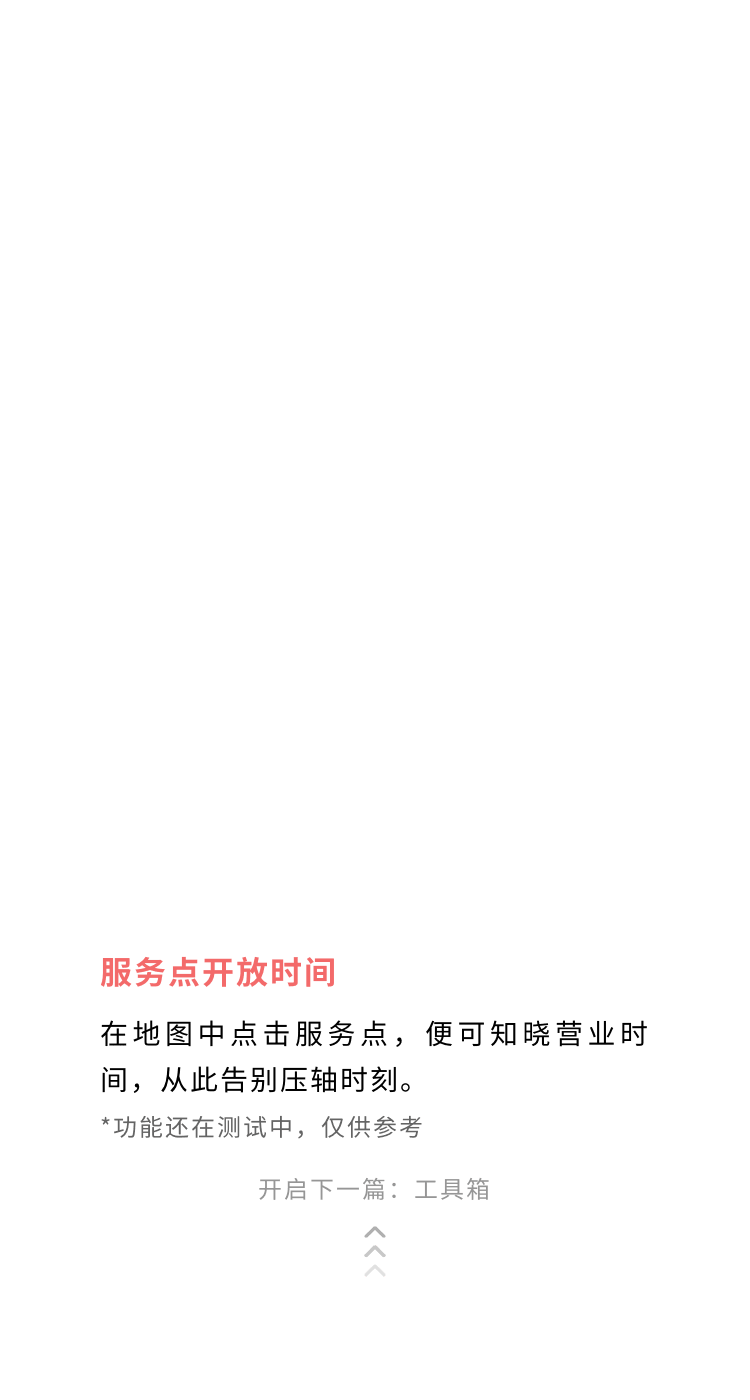 服务点开放时间
在地图中点击服务点，便可知晓营业时
间，从此告别压轴时刻。
*功能还在测试中，仅供参考
开启下一篇：工具箱